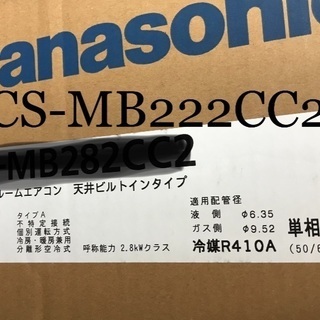 Panasonic
CS-MB222CC2
-MB282CC2
ルームエアコン 天井ビルトインタイプ
タイプA
不特定接続
個別運転方式
冷房・暖房兼用
分離形空冷式 呼称能力 2.8kWクラス
適用配管径
液 側 φ6.35
ガス側 φ9.52
冷媒R410A
単相
(50/6